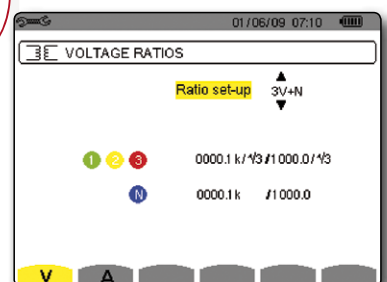 01/06/09 07:10
VOLTAGE RATIOS
Ratio set-up 3V+N
1 2 3 0000.1 k/√3 /1000.0/√3
N 0000.1k /1000.0
V A